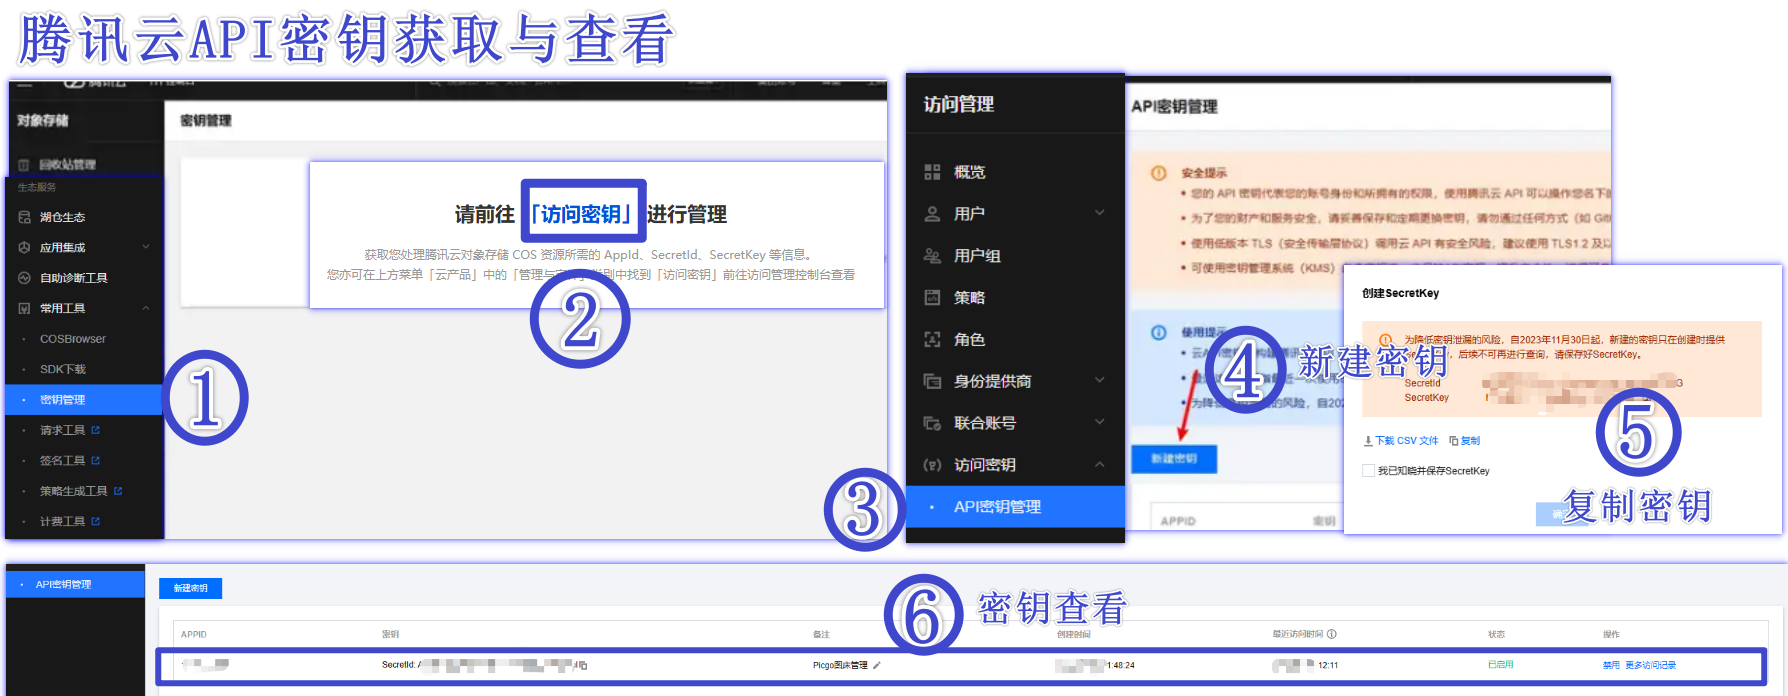 腾讯云API密钥获取与查看
对象存储
回收站管理
生态服务
湖仓生态
应用集成
自助诊断工具
常用工具
COSBrowser
SDK下载
密钥管理
请求工具
签名工具
策略生成工具
计费工具
①
密钥管理
请前往「访问密钥」进行管理
获取您处理腾讯云对象存储 COS 资源所需的 AppId、SecretId、SecretKey 等信息。
您亦可在上方菜单「云产品」中的「管理与 别中找到「访问密钥」前往访问管理控制台查看
②
访问管理
概览
用户
用户组
策略
角色
身份提供商
联合账号
访问密钥
API密钥管理
③
API密钥管理
安全提示
• 您的 API 密钥代表您的账号身份和所拥有的权限，使用腾讯云 API 可以操作您名下的
• 为了您的财产和服务安全，请妥善保存和定期更换密钥，请勿通过任何方式（如 GitH
• 使用低版本 TLS（安全传输层协议）调用云 API 有安全风险，建议使用 TLS1.2 及以
• 可使用密钥管理系统（KMS）
使用提示
④ 新建密钥
新建密钥
APPID 密钥
创建SecretKey
为降低密钥泄漏的风险，自2023年11月30日起，新建的密钥只在创建时提供
，后续不可再进行查询，请保存好SecretKey。
SecretId G
SecretKey
下载 CSV 文件 复制
我已知晓并保存SecretKey
⑤
复制密钥
API密钥管理
新建密钥
⑥ 密钥查看
APPID 密钥 备注 创建时间 最近访问时间 状态 操作
SecretId: A Picgo图床管理 1:48:24 12:11 已启用 禁用 更多访问记录